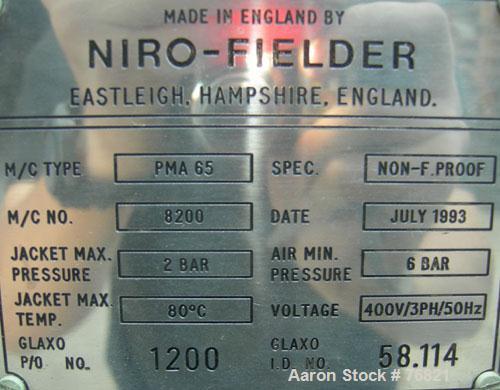 MADE IN ENGLAND BY
NIRO-FIELDER
EASTLEIGH, HAMPSHIRE, ENGLAND.
M/C TYPE PMA 65 SPEC. NON-F.PROOF
M/C NO. 8200 DATE JULY 1993
JACKET MAX. PRESSURE 2 BAR AIR MIN. PRESSURE 6 BAR
JACKET MAX. TEMP. 80°C VOLTAGE 400V/3PH/50Hz
GLAXO P/O NO. 1200 GLAXO I.D. NO. 58.114
Aaron Stock # 76821